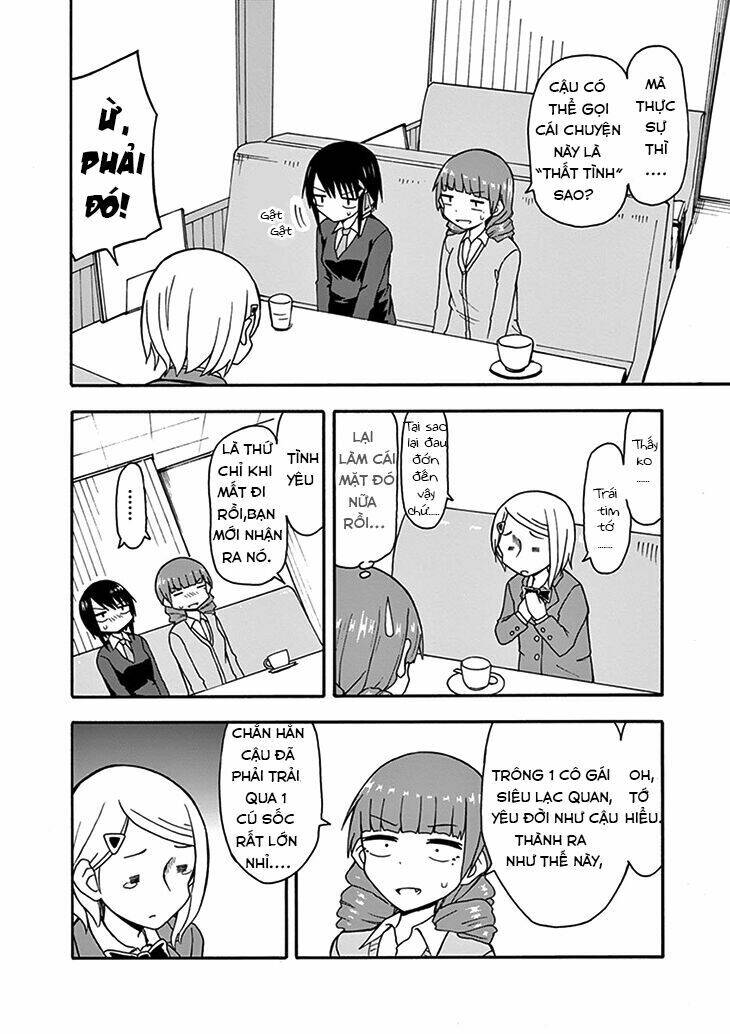 MÀ
THỰC
SỰ
THÌ
....
CẬU CÓ
THỂ GỌI
CÁI CHUYỆN
NÀY LÀ
“THẤT TÌNH“
SAO?
Gật
Gật
Ừ,
PHẢI
ĐÓ!
Thấy
ko
......
Trái
tim
tớ
........
Tại sao
lại đau
đớn
đến
vậy
chứ.....
LẠI
LÀM CÁI
MẶT ĐÓ
NỮA
RỒI...
TÌNH
YÊU
LÀ THỨ
CHỈ KHI
MẤT ĐI
RỒI,BẠN
MỚI NHẬN
RA NÓ.
......
OH,
TỚ
HIỂU.
TRÔNG 1 CÔ GÁI
SIÊU LẠC QUAN,
YÊU ĐỜI NHƯ CẬU
THÀNH RA
NHƯ THẾ NÀY,
CHẮN HẲN
CẬU ĐÃ
PHẢI TRẢI
QUA 1
CÚ SỐC
RẤT LỚN
NHỈ....